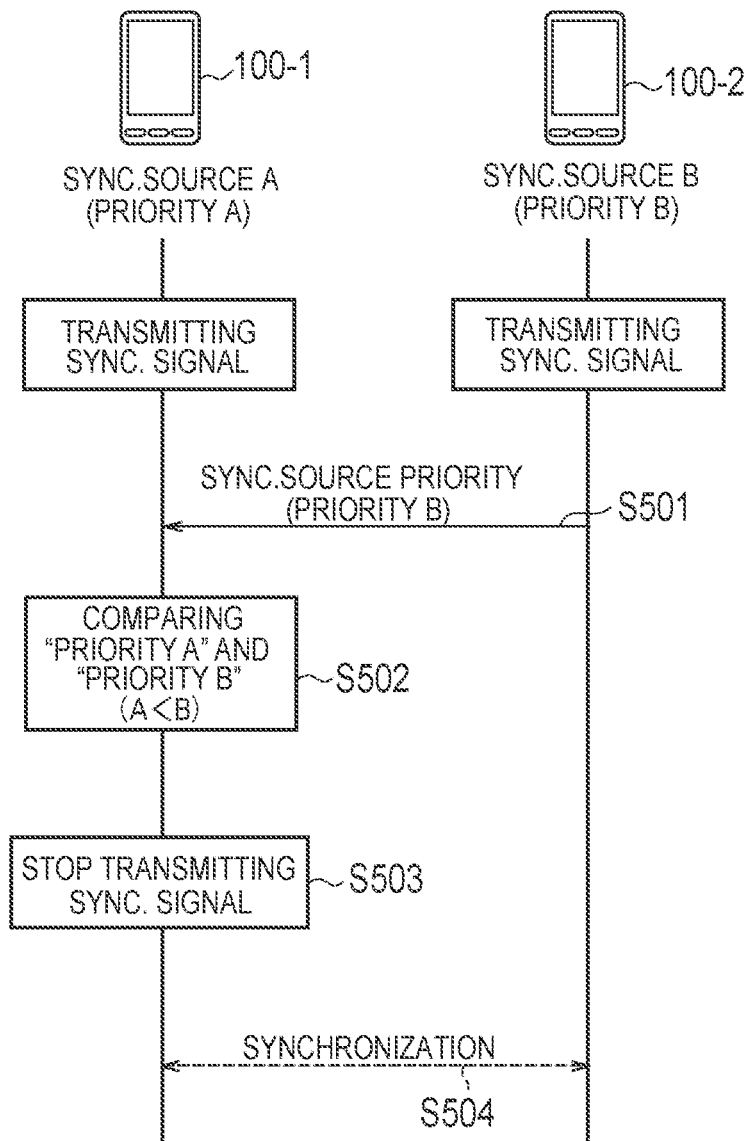 100-1
100-2
SYNC.SOURCE A
(PRIORITY A)
SYNC.SOURCE B
(PRIORITY B)
TRANSMITTING
SYNC. SIGNAL
TRANSMITTING
SYNC. SIGNAL
SYNC.SOURCE PRIORITY
(PRIORITY B)
S501
COMPARING
“PRIORITY A” AND
“PRIORITY B”
(A<B)
S502
STOP TRANSMITTING
SYNC. SIGNAL
S503
SYNCHRONIZATION
S504